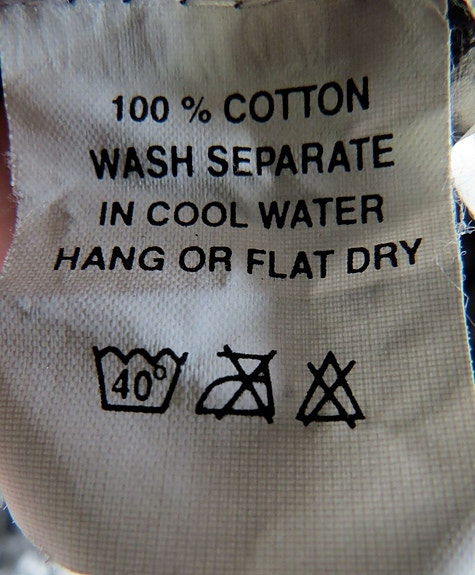 100 % COTTON
WASH SEPARATE
IN COOL WATER
HANG OR FLAT DRY
40°